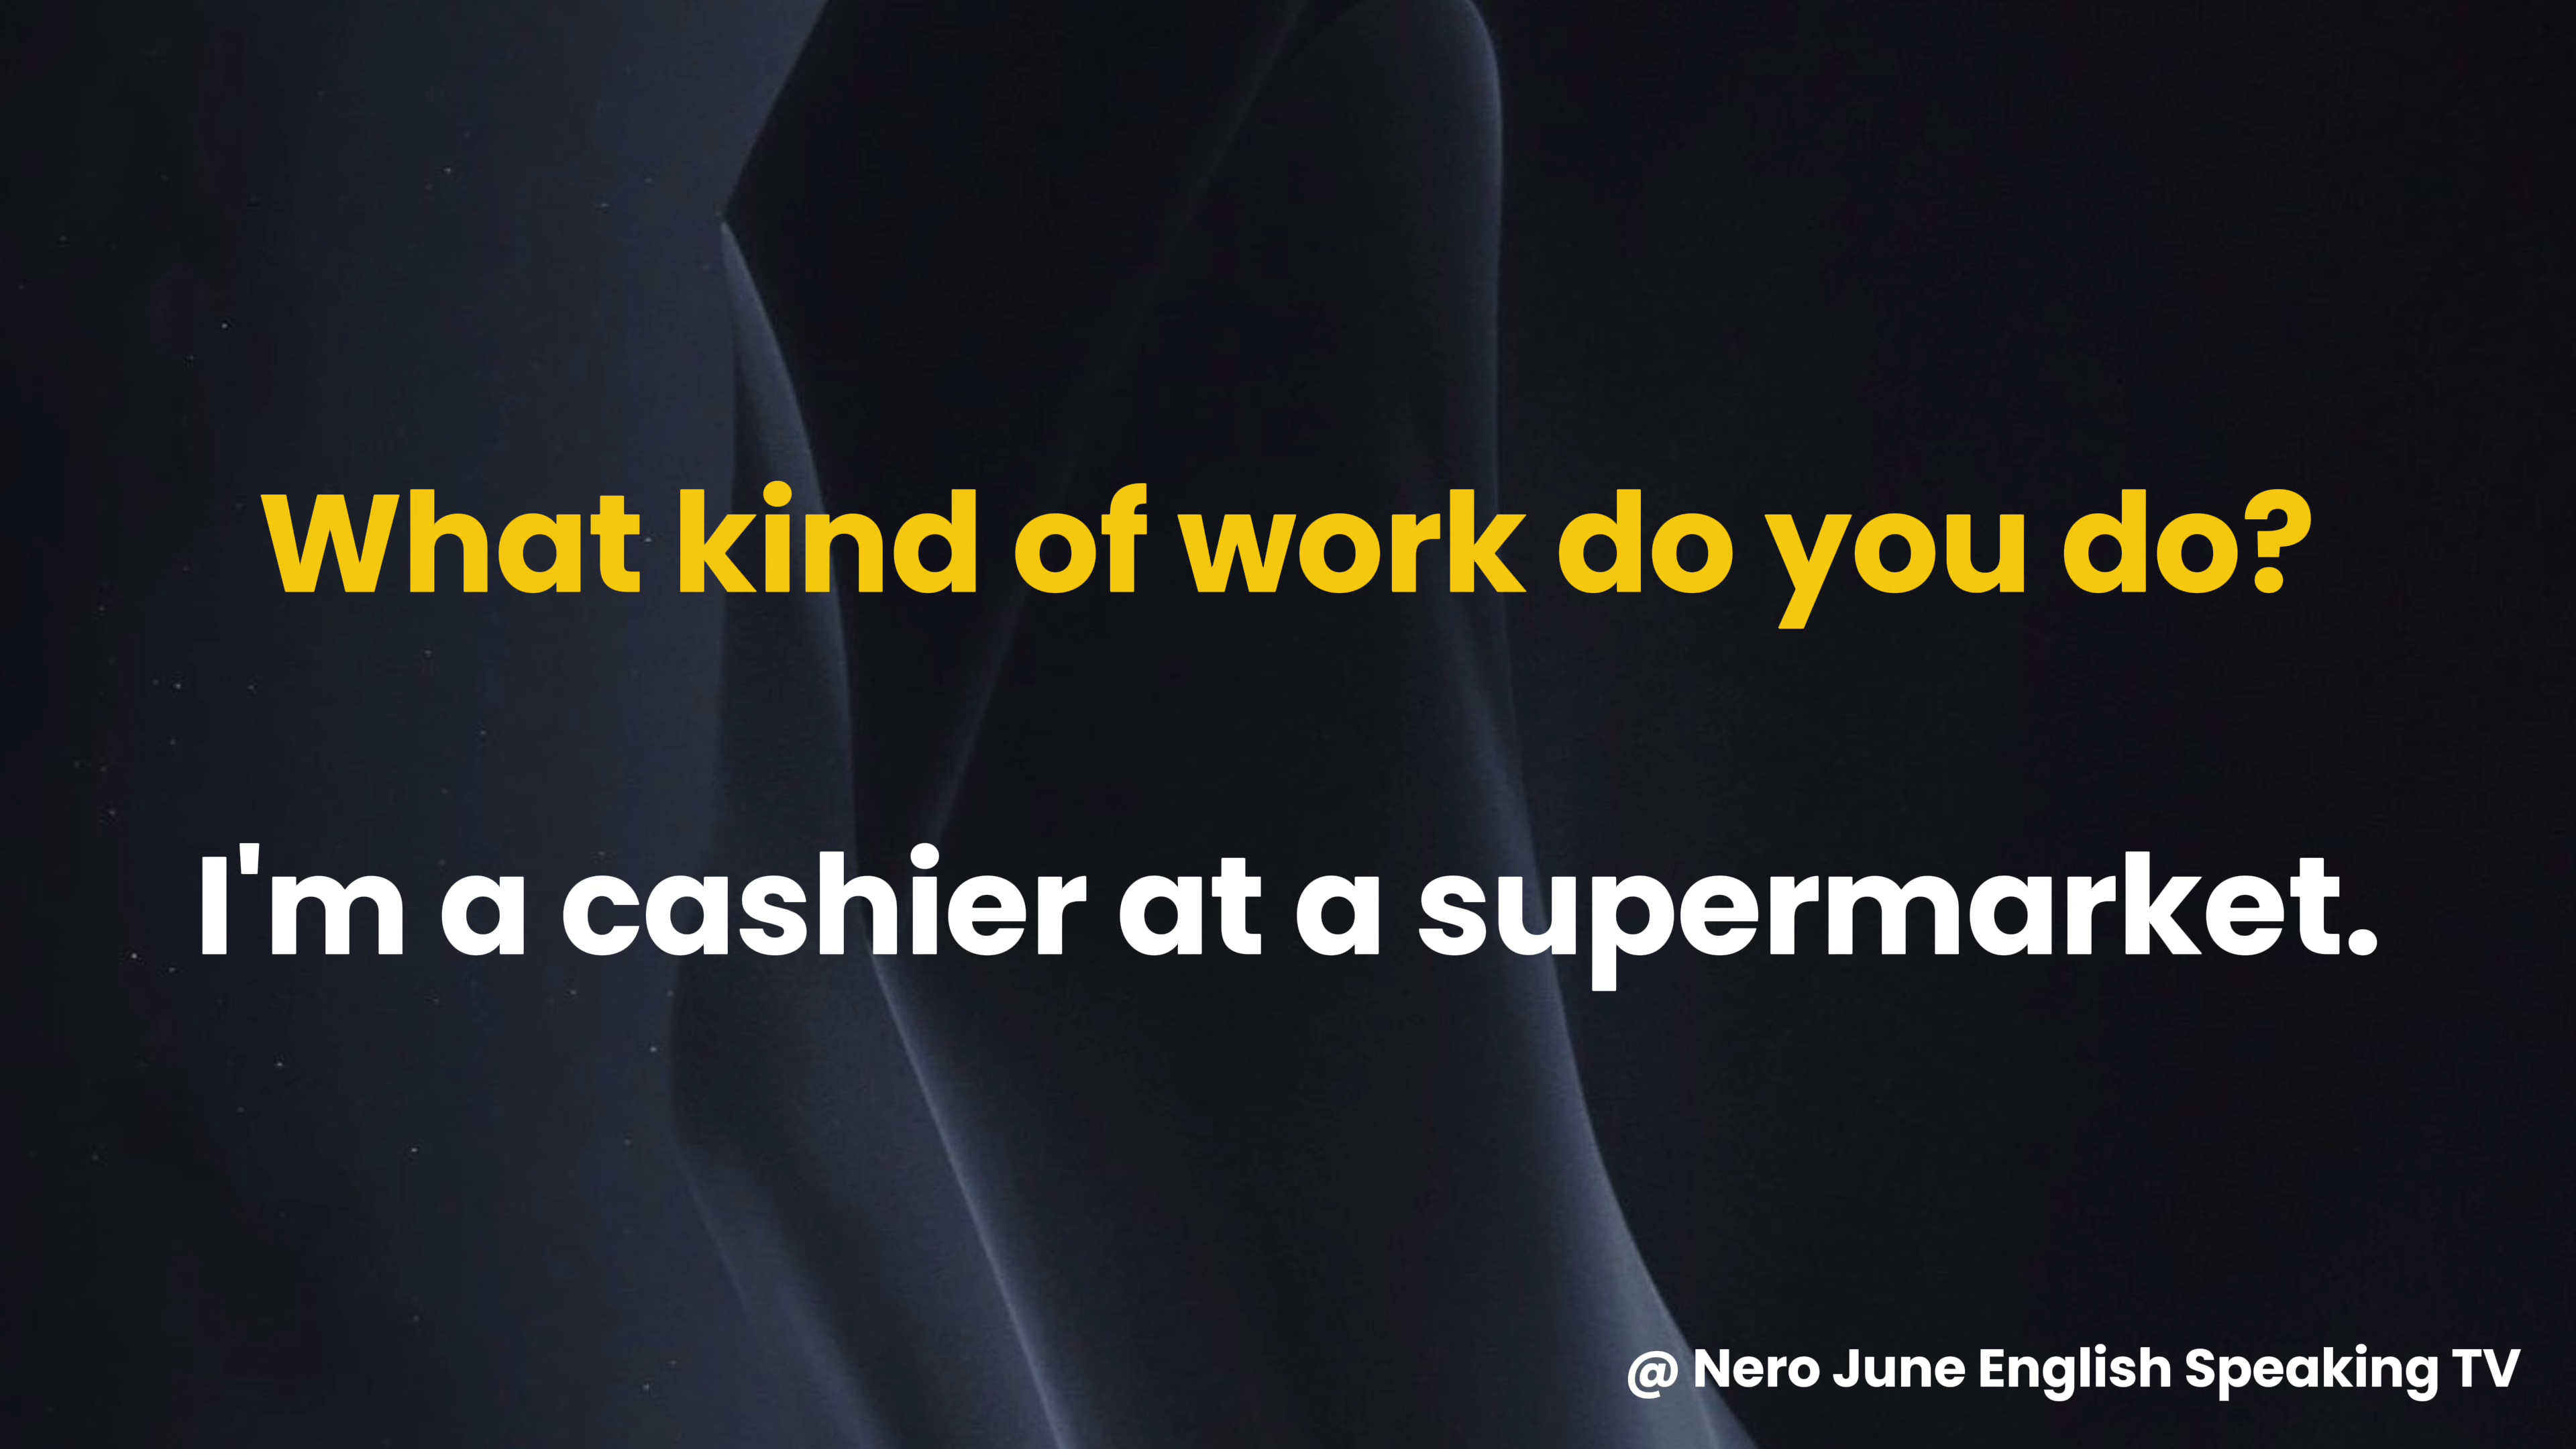 What kind of work do you do?
I'm a cashier at a supermarket.
@ Nero June English Speaking TV